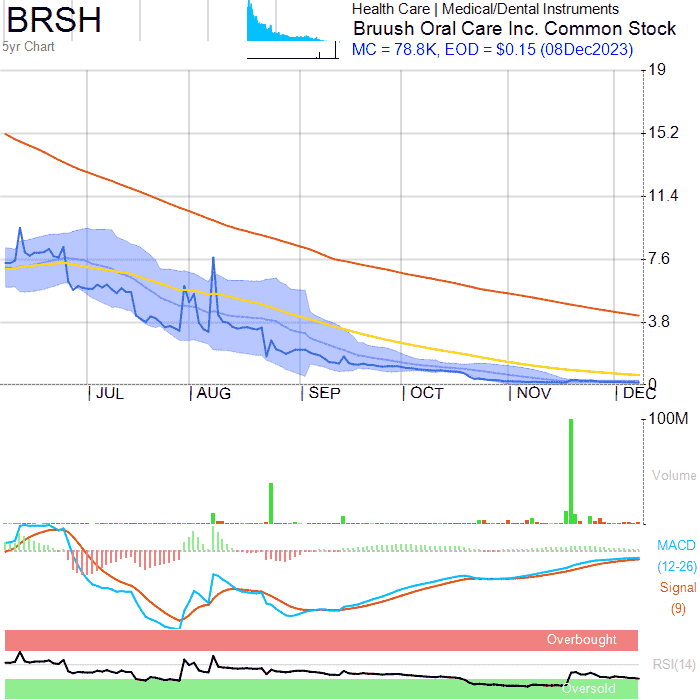 BRSH
5yr Chart
Health Care | Medical/Dental Instruments
Bruush Oral Care Inc. Common Stock
MC = 78.8K, EOD = $0.15 (08Dec2023)
19
15.2
11.4
7.6
3.8
0
JUL
AUG
SEP
OCT
NOV
DEC
100M
Volume
MACD
(12-26)
Signal
(9)
Overbought
RSI(14)
Oversold